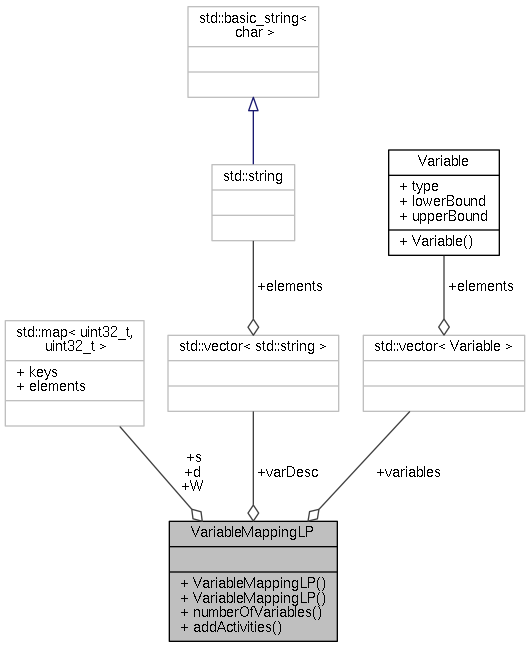 std::basic_string<
char >
std::string
Variable
+ type
+ lowerBound
+ upperBound
+ Variable()
+elements
+elements
std::map< uint32_t,
uint32_t >
+ keys
+ elements
std::vector< std::string >
std::vector< Variable >
+s
+d
+W
+varDesc
+variables
VariableMappingLP
+ VariableMappingLP()
+ VariableMappingLP()
+ numberOfVariables()
+ addActivities()